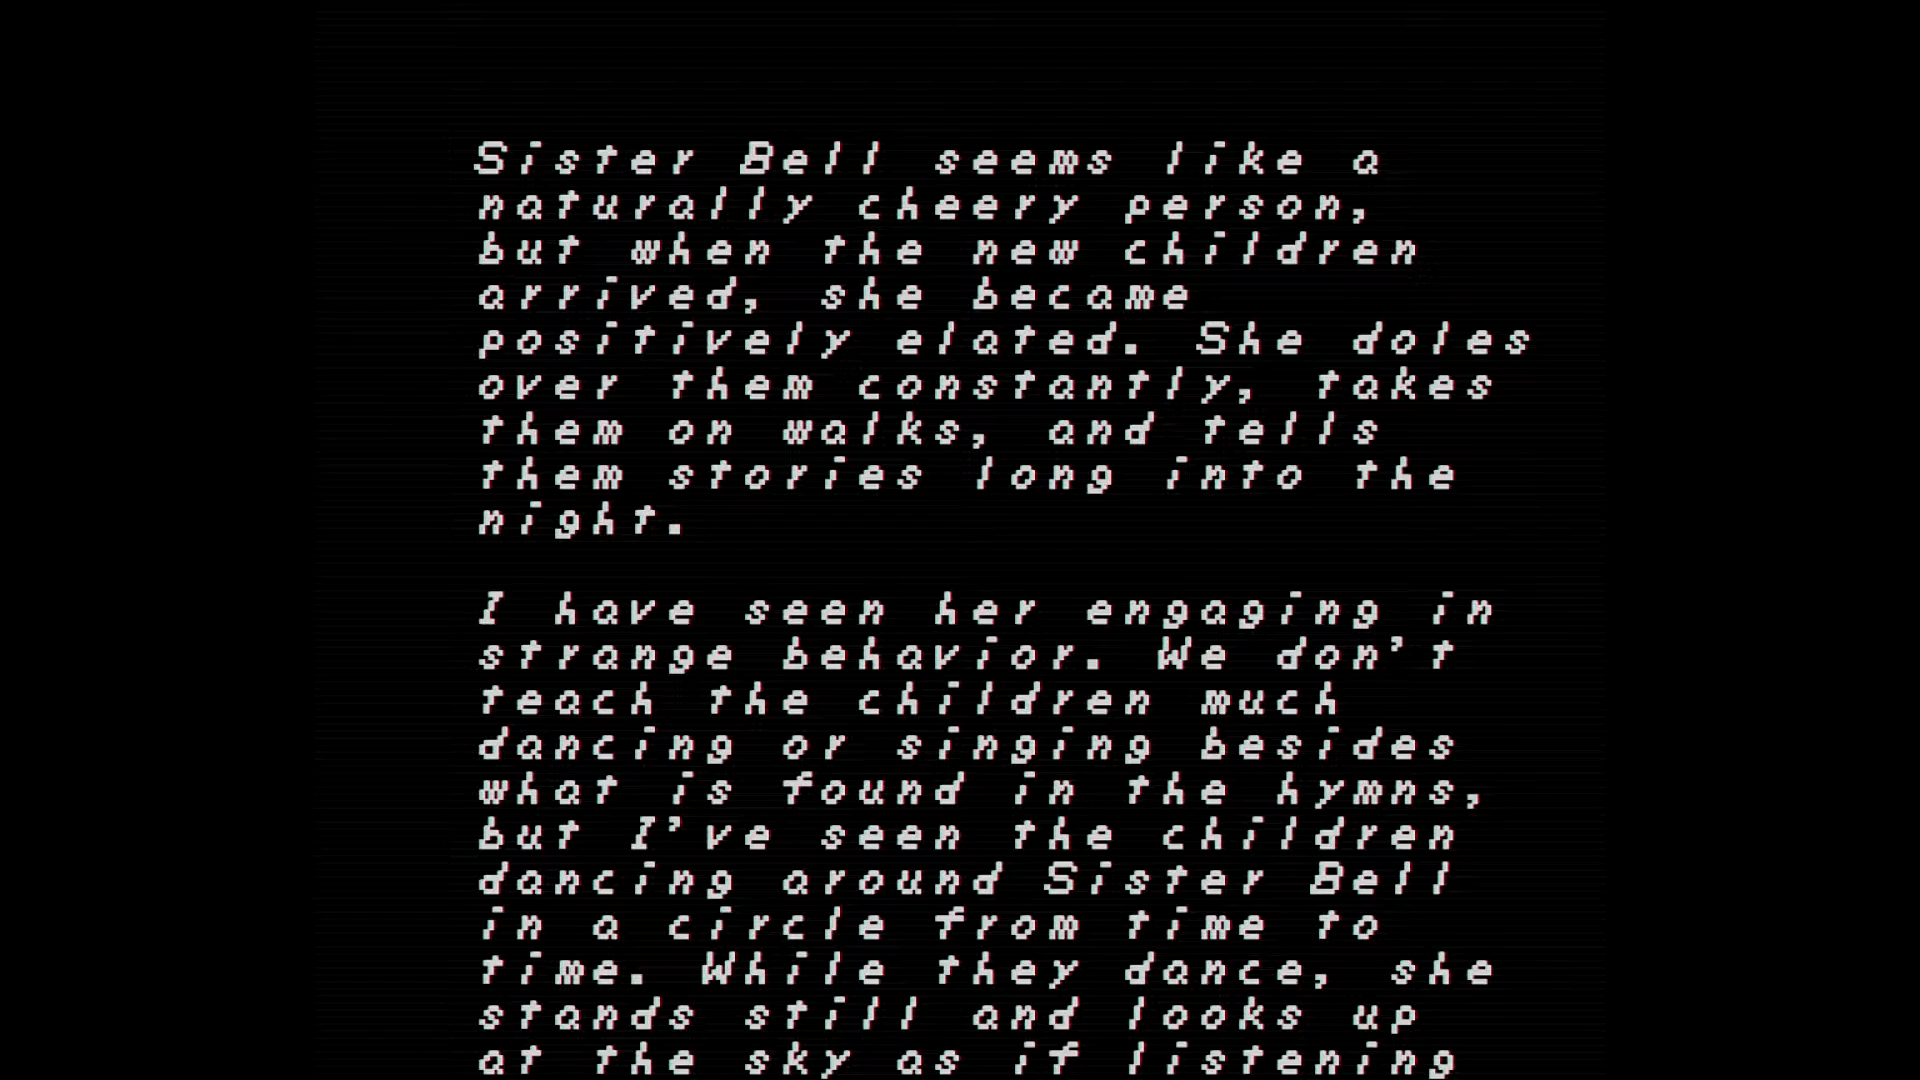 Sister Bell seems like a
naturally cheery person,
but when the new children
arrived, she became
positively elated. She doles
over them constantly, takes
them on walks, and tells
them stories long into the
night.
I have seen her engaging in
strange behavior. We don't
teach the children much
dancing or singing besides
what is found in the hymns,
but I've seen the children
dancing around Sister Bell
in a circle from time to
time. While they dance, she
stands still and looks up
at the sky as if listening